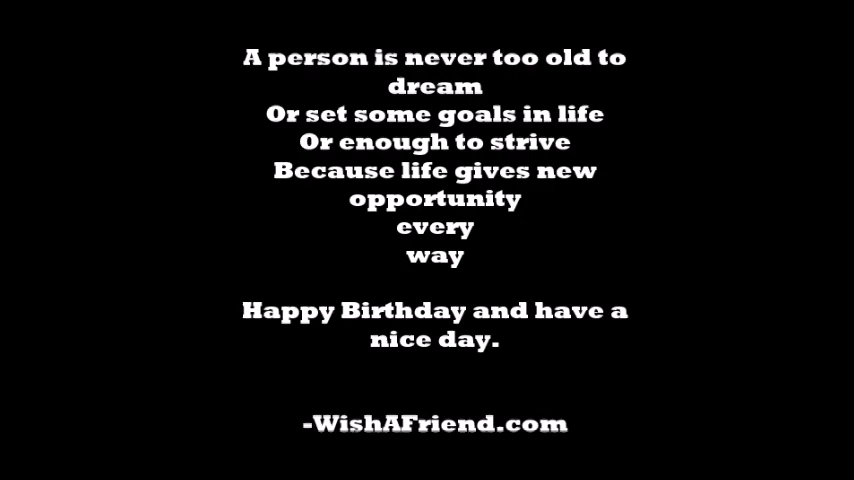 A person is never too old to
dream
Or set some goals in life
Or enough to strive
Because life gives new
opportunity
every
way
Happy Birthday and have a
nice day.
-WishAFriend.com